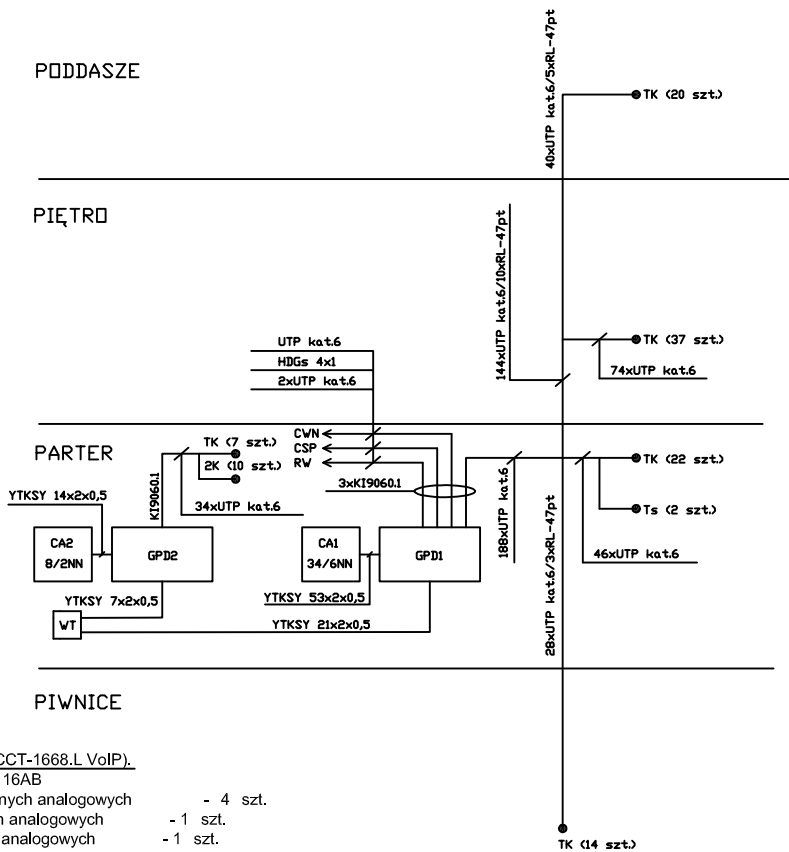 PODDASZE
40xUTP kat.6/5xRL-47pt
TK (20 szt.)
PIĘTRO
144xUTP kat.6/10xRL-47pt
TK (37 szt.)
74xUTP kat.6
UTP kat.6
HDGs 4x1
2xUTP kat.6
PARTER
TK (7 szt.)
2K (10 szt.)
CWN
CSP
RW
KI9060.1
34xUTP kat.6
3xKI9060.1
188xUTP kat.6
TK (22 szt.)
Ts (2 szt.)
46xUTP kat.6
YTKSY 14x2x0,5
CA2
8/2NN
GPD2
CA1
34/6NN
GPD1
YTKSY 7x2x0,5
YTKSY 53x2x0,5
WT
YTKSY 21x2x0,5
28xUTP kat.6/3xRL-47pt
PIWNICE
CCT-1668.L VoIP).
16AB
nych analogowych - 4 szt.
n analogowych - 1 szt.
analogowych - 1 szt.
TK (14 szt.)